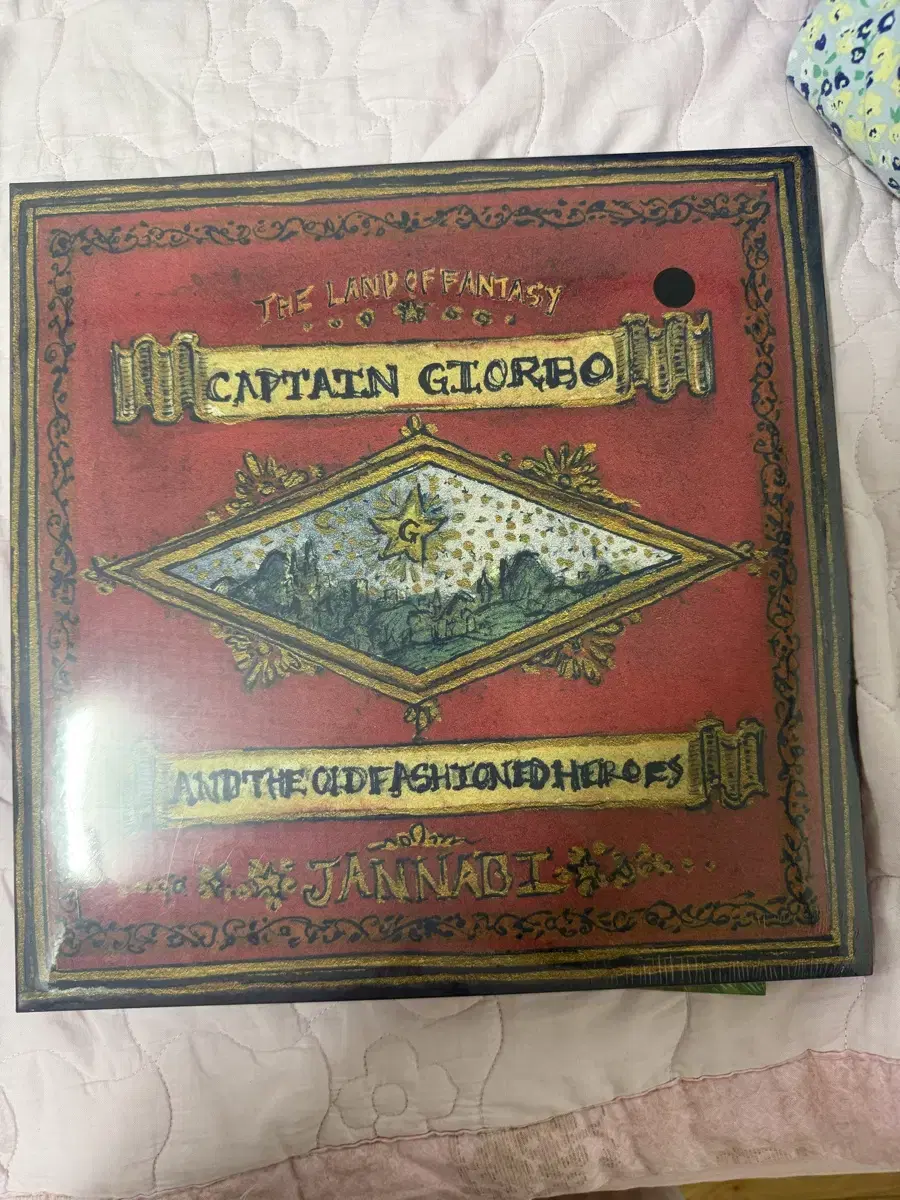 THE LAND OF FANTASY
CAPTAIN GIORBO
G
AND THE OLD FASHIONED HEROES
JANNABI